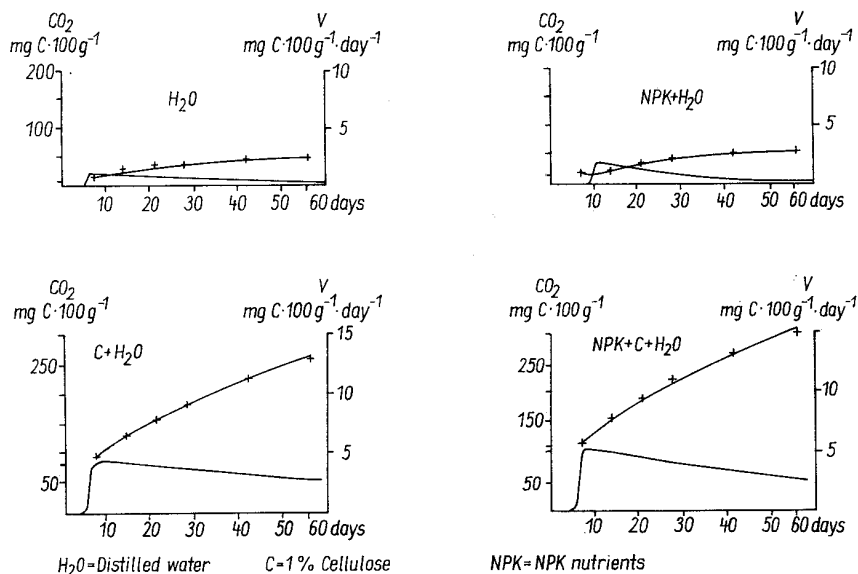 CO₂
mg C·100g⁻¹
V
mg C·100g⁻¹·day⁻¹
200
100
10
5
H₂O
10 20 30 40 50 60 days
CO₂
mg C·100g⁻¹
V
mg C·100g⁻¹·day⁻¹
10
5
NPK+H₂O
10 20 30 40 50 60 days
CO₂
mg C·100g⁻¹
V
mg C·100g⁻¹·day⁻¹
250
50
15
10
5
C+H₂O
10 20 30 40 50 60 days
CO₂
mg C·100g⁻¹
V
mg C·100g⁻¹·day⁻¹
250
150
50
10
5
NPK+C+H₂O
10 20 30 40 50 60 days
H₂O=Distilled water C=1% Cellulose NPK=NPK nutrients